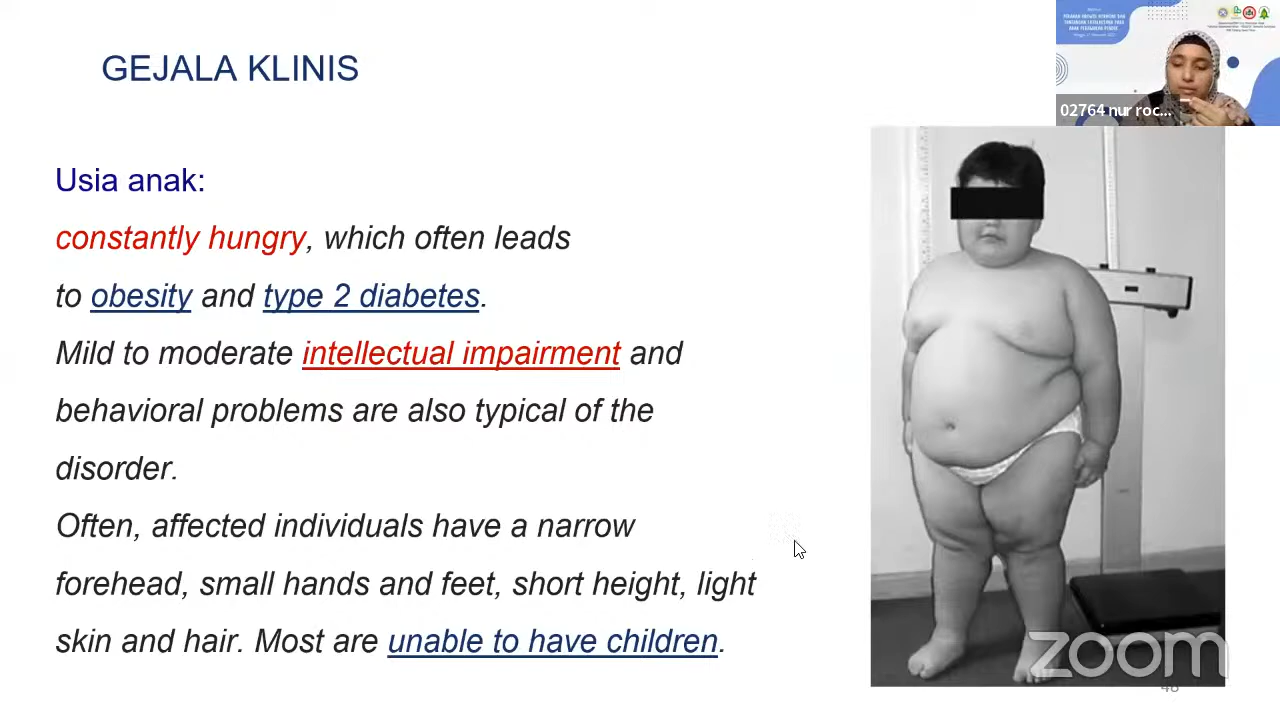 GEJALA KLINIS
02764 nur roc...
Usia anak:
constantly hungry, which often leads
to obesity and type 2 diabetes.
Mild to moderate intellectual impairment and
behavioral problems are also typical of the
disorder.
Often, affected individuals have a narrow
forehead, small hands and feet, short height, light
skin and hair. Most are unable to have children.
zoom